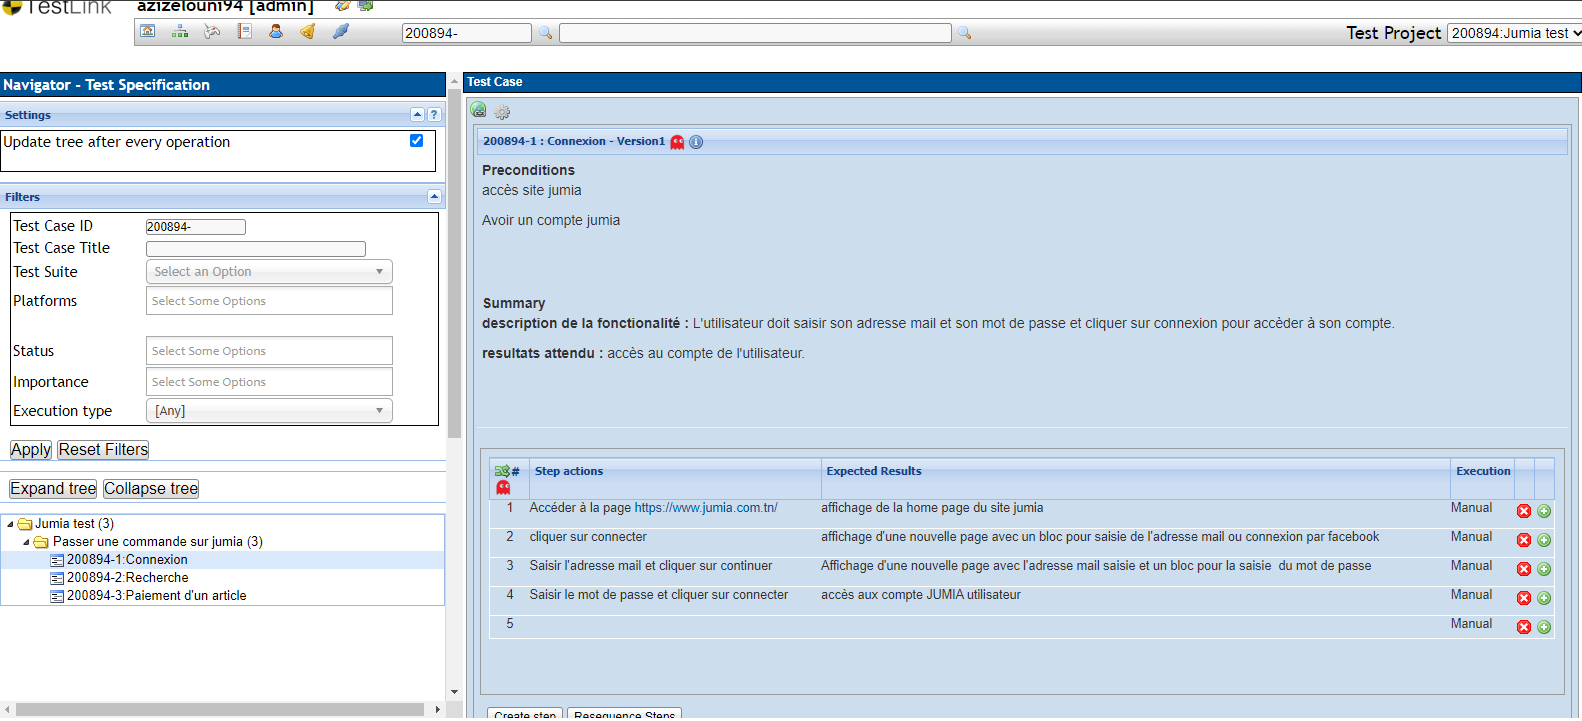 TestLink
azizelouni94 [admin]
200894-
Test Project 200894:Jumia test
Navigator - Test Specification
Settings
?
Update tree after every operation
Filters
Test Case ID 200894-
Test Case Title
Test Suite Select an Option
Platforms Select Some Options
Status Select Some Options
Importance Select Some Options
Execution type [Any]
Apply Reset Filters
Expand tree Collapse tree
Jumia test (3)
Passer une commande sur jumia (3)
200894-1:Connexion
200894-2:Recherche
200894-3:Paiement d'un article
Test Case
200894-1 : Connexion - Version1
Preconditions
accès site jumia
Avoir un compte jumia
Summary
description de la fonctionalité : L'utilisateur doit saisir son adresse mail et son mot de passe et cliquer sur connexion pour accèder à son compte.
resultats attendu : accès au compte de l'utilisateur.
# Step actions Expected Results Execution
1 Accéder à la page https://www.jumia.com.tn/ affichage de la home page du site jumia Manual
2 cliquer sur connecter affichage d'une nouvelle page avec un bloc pour saisie de l'adresse mail ou connexion par facebook Manual
3 Saisir l'adresse mail et cliquer sur continuer Affichage d'une nouvelle page avec l'adresse mail saisie et un bloc pour la saisie du mot de passe Manual
4 Saisir le mot de passe et cliquer sur connecter accès aux compte JUMIA utilisateur Manual
5 Manual
Create step Resequence Steps